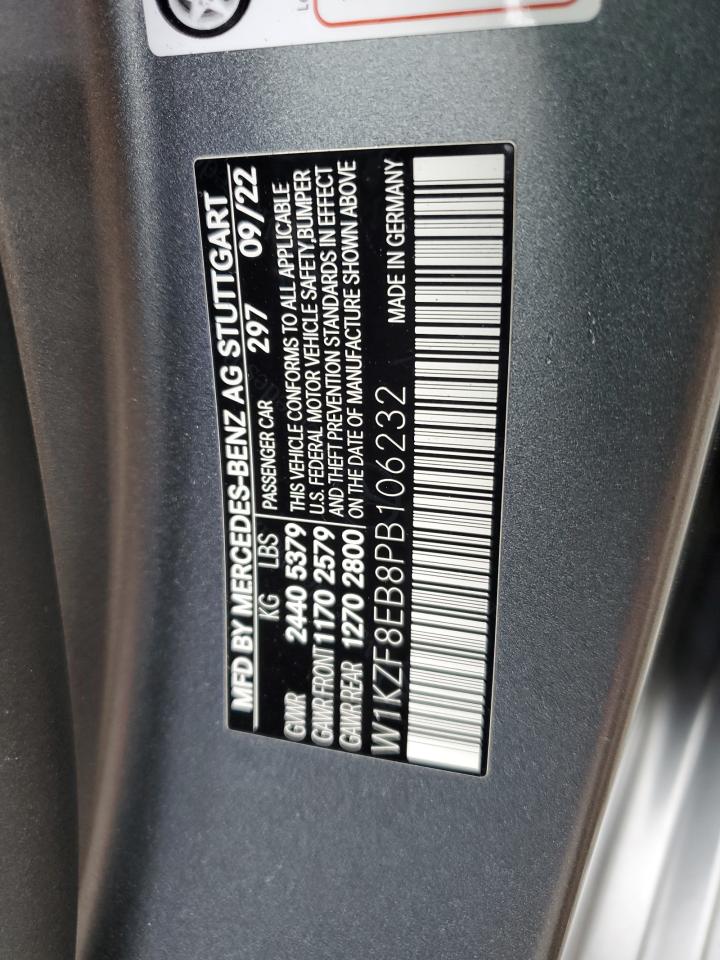 MFD BY MERCEDES-BENZ AG STUTTGART
KG LBS PASSENGER CAR 297 09/22
GVWR 2440 5379 THIS VEHICLE CONFORMS TO ALL APPLICABLE
GAWR FRONT 1170 2579 U.S. FEDERAL MOTOR VEHICLE SAFETY,BUMPER
AND THEFT PREVENTION STANDARDS IN EFFECT
GAWR REAR 1270 2800 ON THE DATE OF MANUFACTURE SHOWN ABOVE
W1KZF8EB8PB106232 MADE IN GERMANY